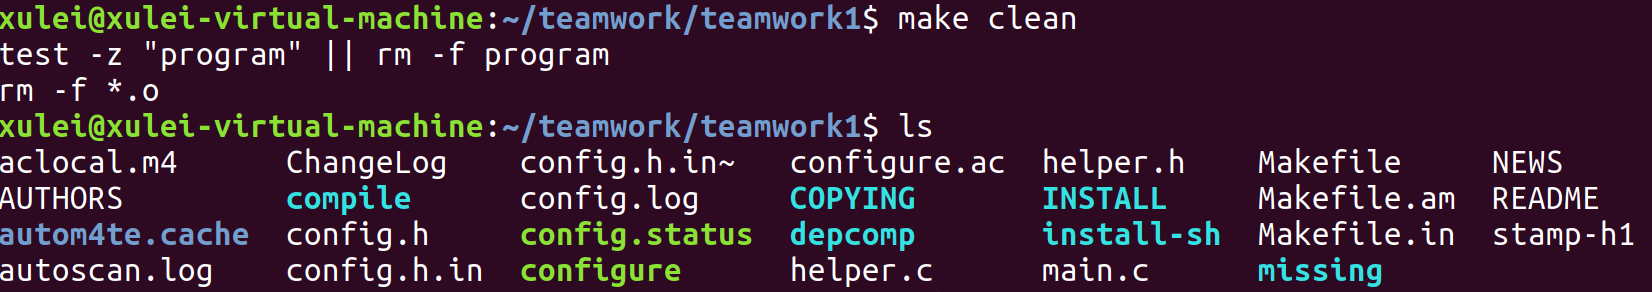 xulei@xulei-virtual-machine:~/teamwork/teamwork1$ make clean
test -z "program" || rm -f program
rm -f *.o
xulei@xulei-virtual-machine:~/teamwork/teamwork1$ ls
aclocal.m4 ChangeLog config.h.in~ configure.ac helper.h Makefile NEWS
AUTHORS compile config.log COPYING INSTALL Makefile.am README
autom4te.cache config.h config.status depcomp install-sh Makefile.in stamp-h1
autoscan.log config.h.in configure helper.c main.c missing